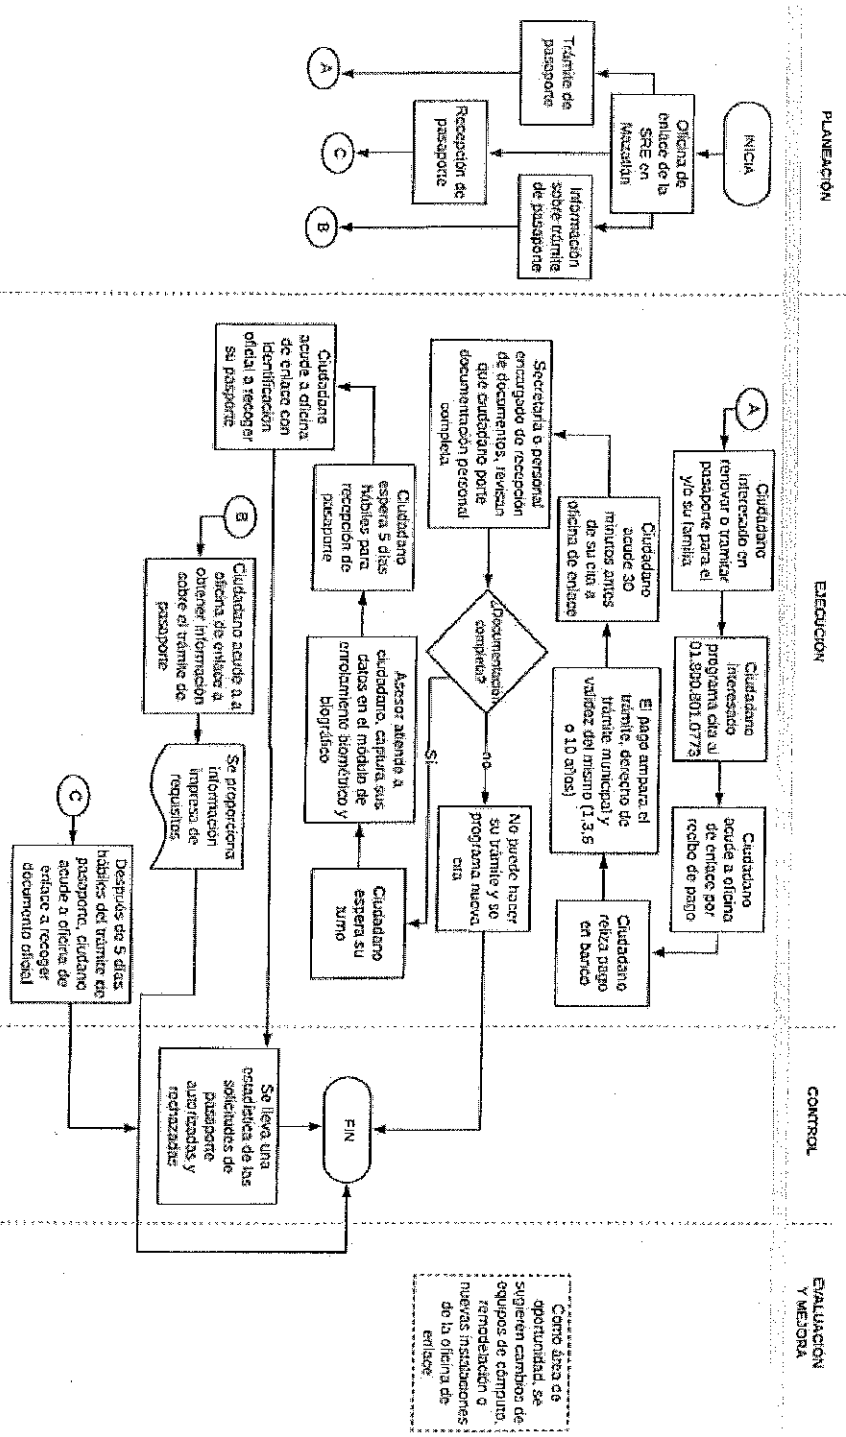 PLANEACIÓN
INICIA
Oficina de
enlace de la
SRE en
Mazatlán
Trámite de
pasaporte
Recepción de
pasaporte
Información
sobre trámite
de pasaporte
A
C
B
EJECUCIÓN
A
Ciudadano
interesado en
renovar o tramitar
pasaporte para el
y/o su familia
Ciudadano
interesado
programa cita al
01.800.801.0773
Ciudadano
acude a oficina
de enlace por
recibo de pago
Ciudadano
reliza pago
en banco
El pago ampara el
trámite, derecho de
trámite municipal y
validez del mismo (1,3,6
o 10 años)
Ciudadano
acude 30
minutos antes
de su cita a
oficina de enlace
Secretaria o personal
encargado de recepción
de documentos, revisan
que ciudadano porte
documentación personal
completa
¿Documentación
completa?
no
No puede hacer
su trámite y se
programa nueva
cita
Sí
Ciudadano
espera su
turno
Asesor atiende a
ciudadano, captura sus
datos en el módulo de
enrolamiento biométrico y
biográfico
Ciudadano
espera 5 días
hábiles para
recepción de
pasaporte
Ciudadano
acude a oficina
de enlace con
identificación
oficial a recoger
su pasporte
B
Ciudadano acude a a
oficina de enlace a
obtener información
sobre el trámite de
pasaporte
Se proporciona
información
impresa de
requisitos
C
Después de 5 días
hábiles del trámite de
pasaporte, ciudano
acude a oficina de
enlace a recoger
documento oficial
CONTROL
FIN
Se lleva una
estadística de las
solicitudes de
pasaporte
autorizadas y
rechazadas
EVALUACIÓN
Y MEJORA
Como área de
oportunidad, se
sugieren cambios de
equipos de cómputo,
remodelación o
nuevas instalaciones
de la oficina de
enlace.